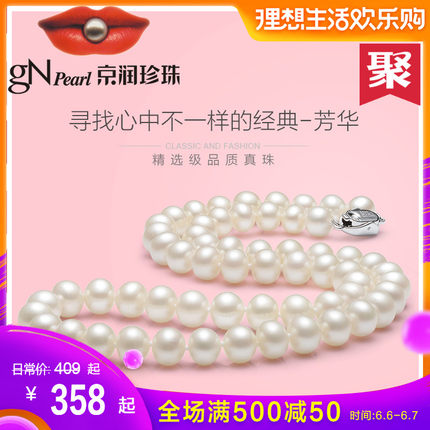 理想生活欢乐购
gN Pearl 京润珍珠
聚
寻找心中不一样的经典-芳华
CLASSIC AND FASHION
精选级品质真珠
日常价: 409 起
¥ 358 起
全场满500减50 时间:6.6-6.7